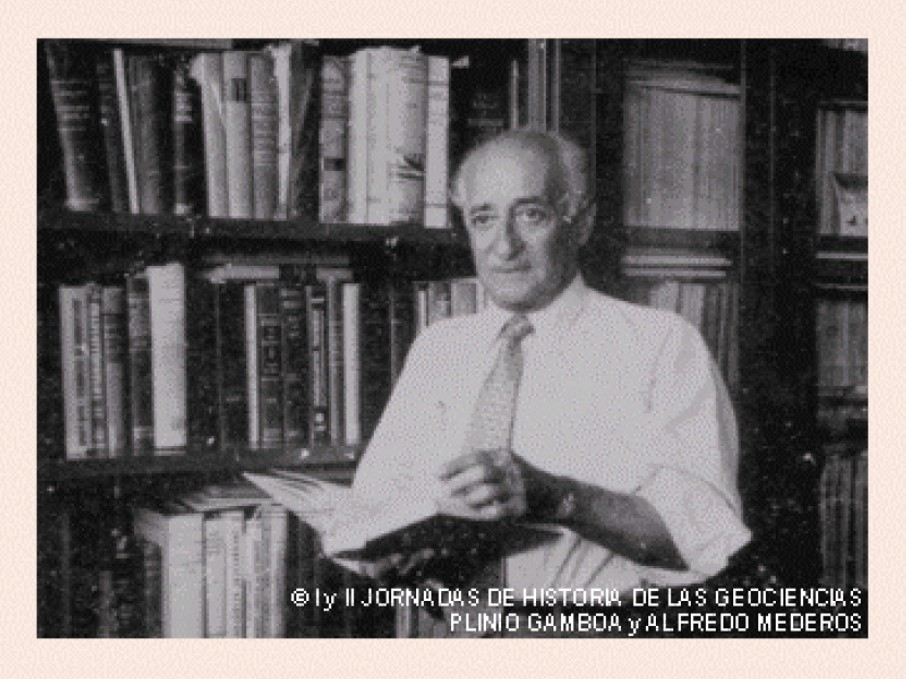 © I y II JORNADAS DE HISTORIA DE LAS GEOCIENCIAS
PLINIO GAMBOA y ALFREDO MEDEROS